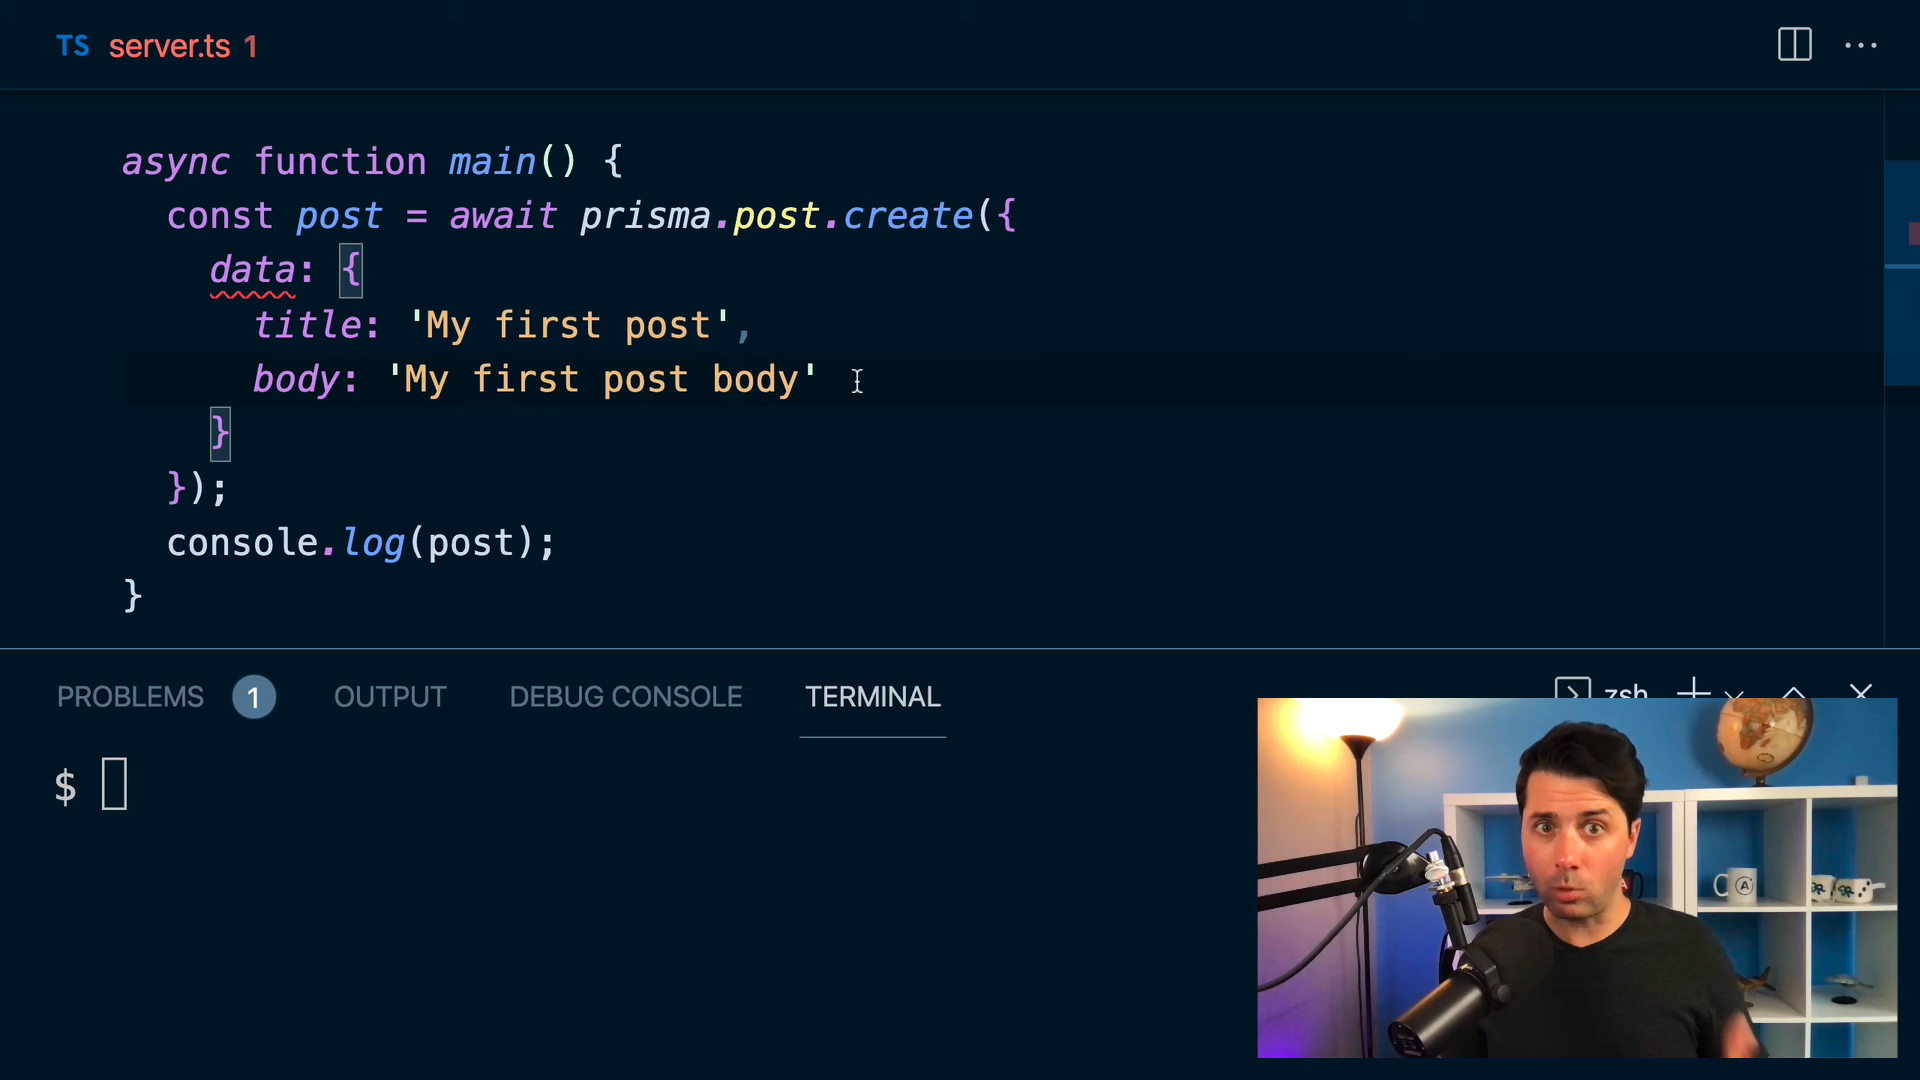 TS server.ts 1
async function main() {
const post = await prisma.post.create({
data: {
title: 'My first post',
body: 'My first post body'
}
});
console.log(post);
}
PROBLEMS 1 OUTPUT DEBUG CONSOLE TERMINAL zsh
$
A